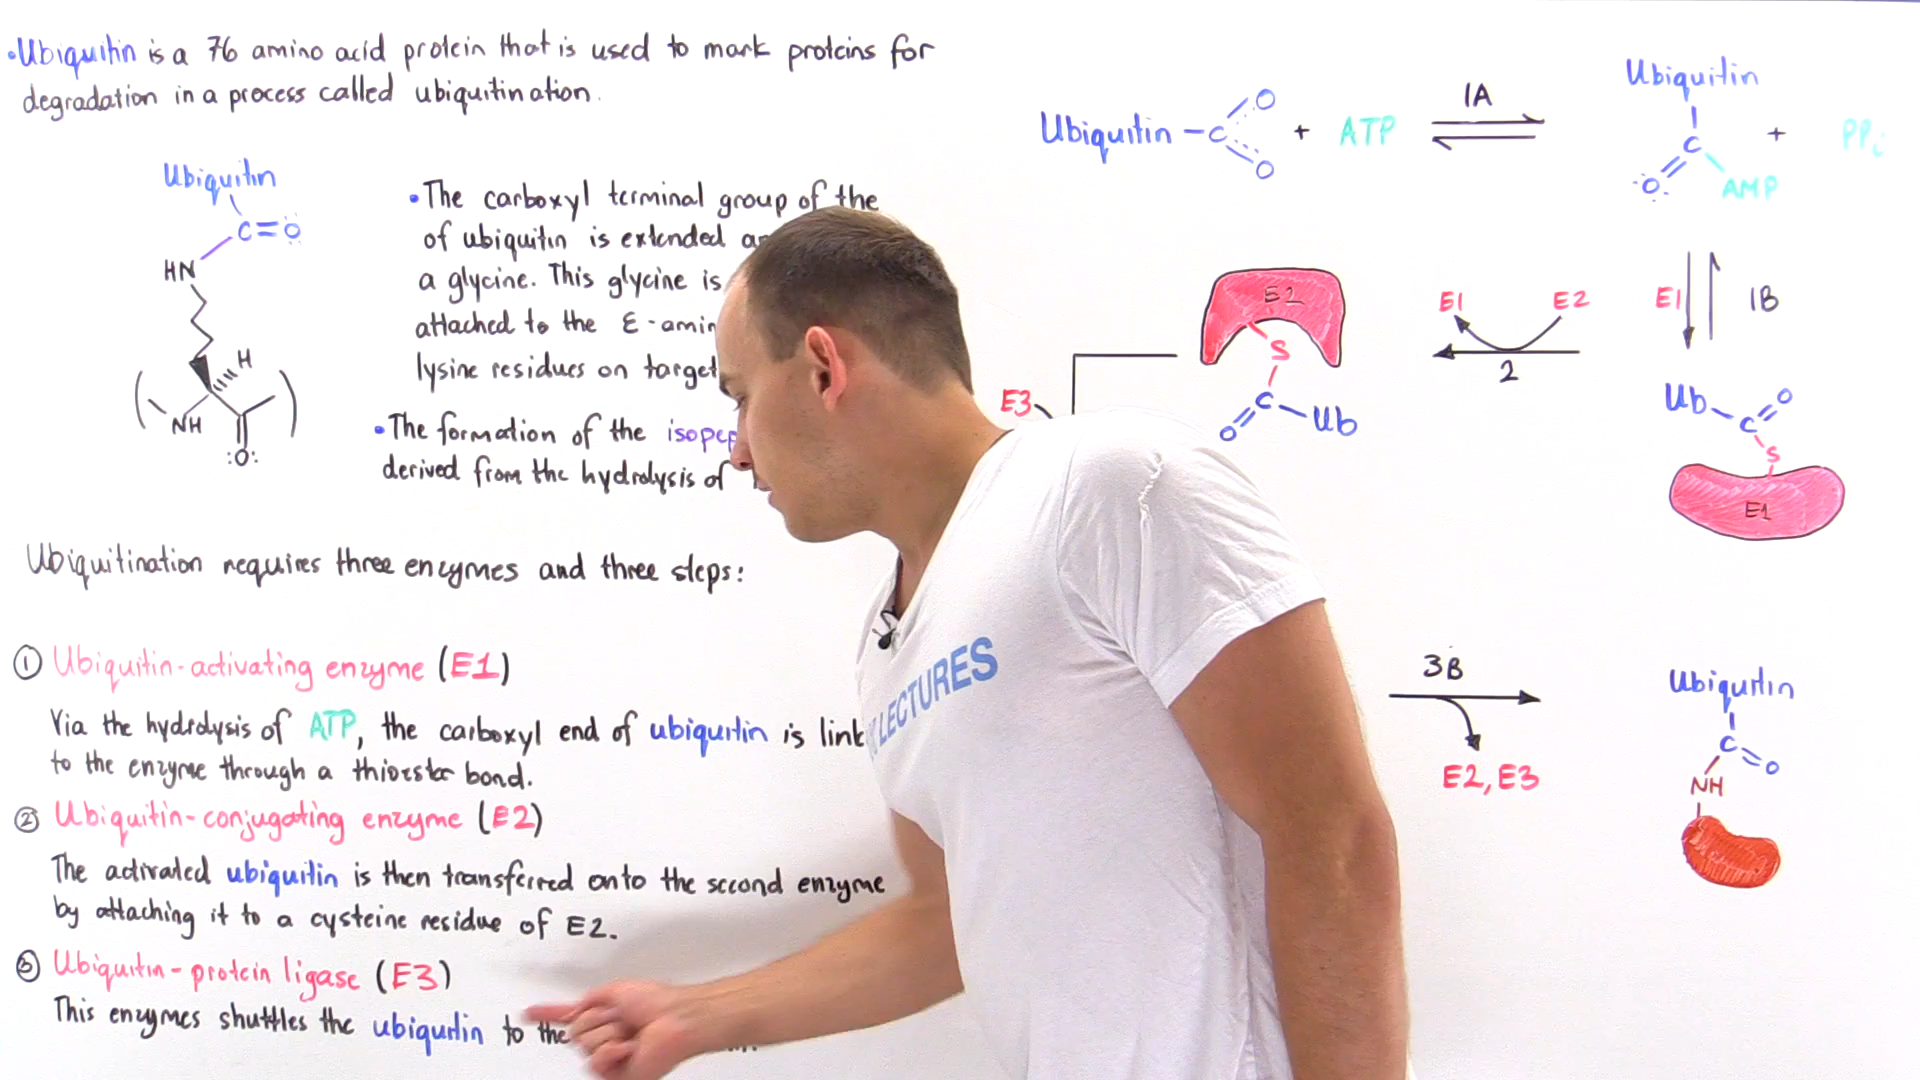 •Ubiquitin is a 76 amino acid protein that is used to mark proteins for
degradation in a process called ubiquitination.
Ubiquitin
C=O
HN
H
NH
:O:
•The carboxyl terminal group of the
of ubiquitin is extended
a glycine. This glycine is
attached to the ε-amin
lysine residues on target
•The formation of the isopep
derived from the hydrolysis of
Ubiquitination requires three enzymes and three steps:
① Ubiquitin-activating enzyme (E1)
Via the hydrolysis of ATP, the carboxyl end of ubiquitin is link
to the enzyme through a thioester bond.
② Ubiquitin-conjugating enzyme (E2)
The activated ubiquitin is then transferred onto the second enzyme
by attaching it to a cysteine residue of E2.
③ Ubiquitin-protein ligase (E3)
This enzymes shuttles the ubiquitin to the
Ubiquitin-C O O + ATP 1A Ubiquitin C O AMP + PPi
E1 1B
Ub C O S E1
E1 E2 2
E2 S C O Ub
E3
3B
E2, E3
Ubiquitin
C O
NH
LECTURES